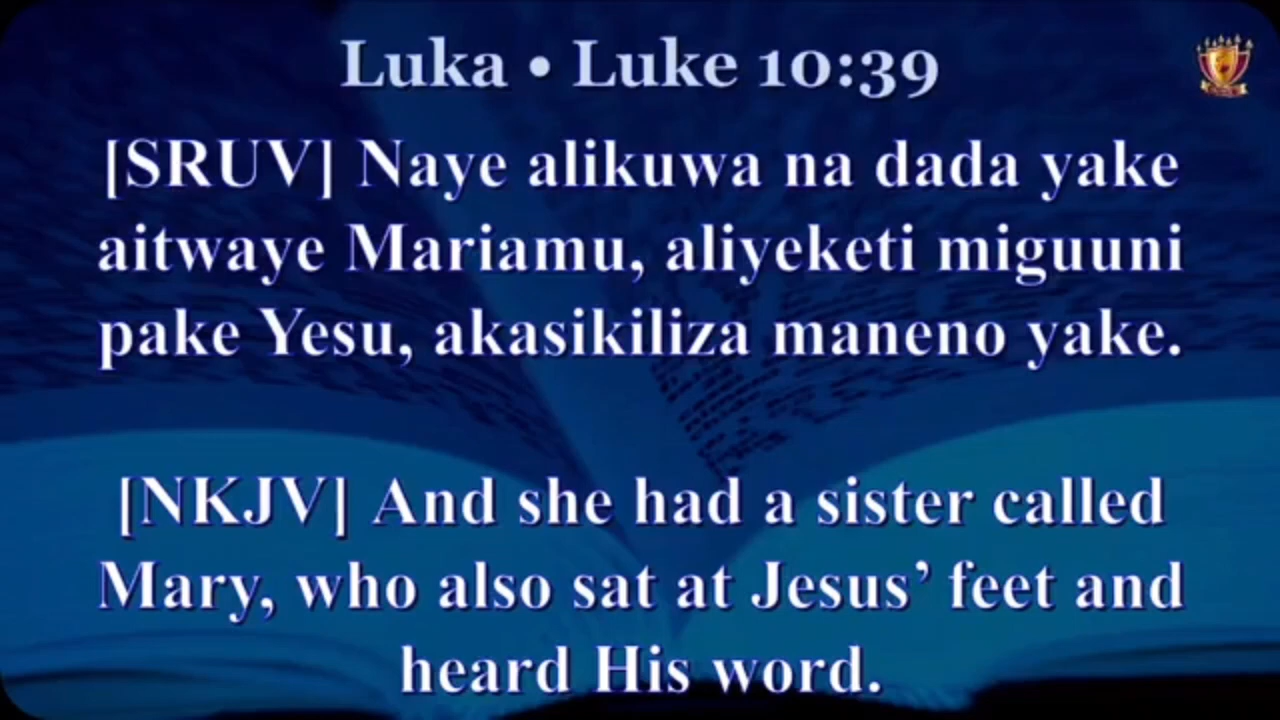 Luka • Luke 10:39
[SRUV] Naye alikuwa na dada yake
aitwaye Mariamu, aliyeketi miguuni
pake Yesu, akasikiliza maneno yake.
[NKJV] And she had a sister called
Mary, who also sat at Jesus’ feet and
heard His word.